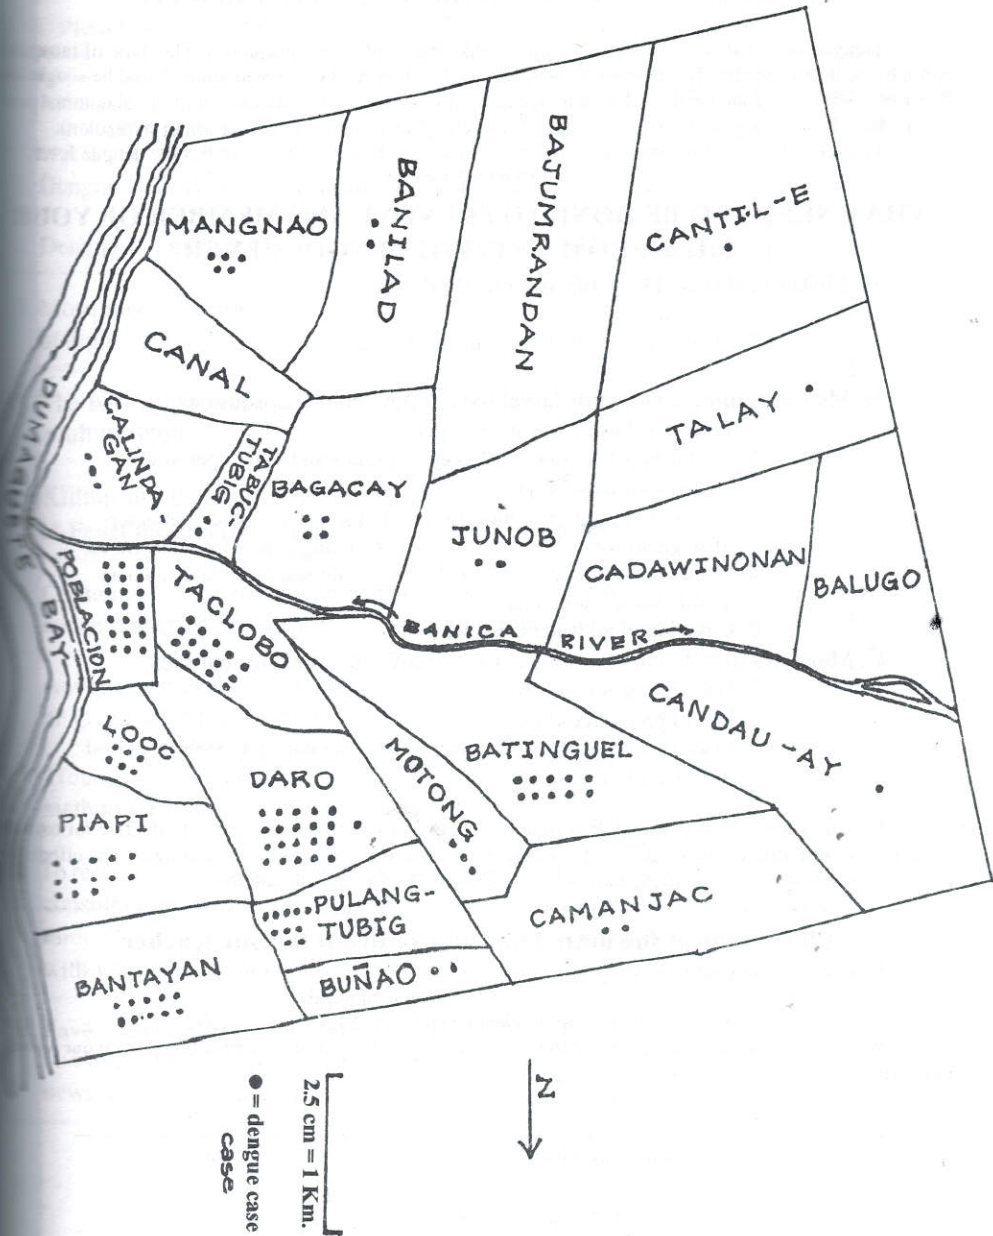 MANGNAO
BANILAD
BAJUMRANDAN
CANTIL-E
CANAL
TALAY
CALINDA-
GAN
TABUC-
TUBIG
BAGACAY
JUNOB
CADAWINONAN
BALUGO
DUMAGUETE
BAY
POBLACION
TACLOBO
BANICA
RIVER
CANDAU-AY
LOOC
DARO
MOTONG
BATINGUEL
PIAPI
PULANG-
TUBIG
CAMANJAC
BANTAYAN
BUÑAO
N
2.5 cm = 1 Km.
= dengue case
case